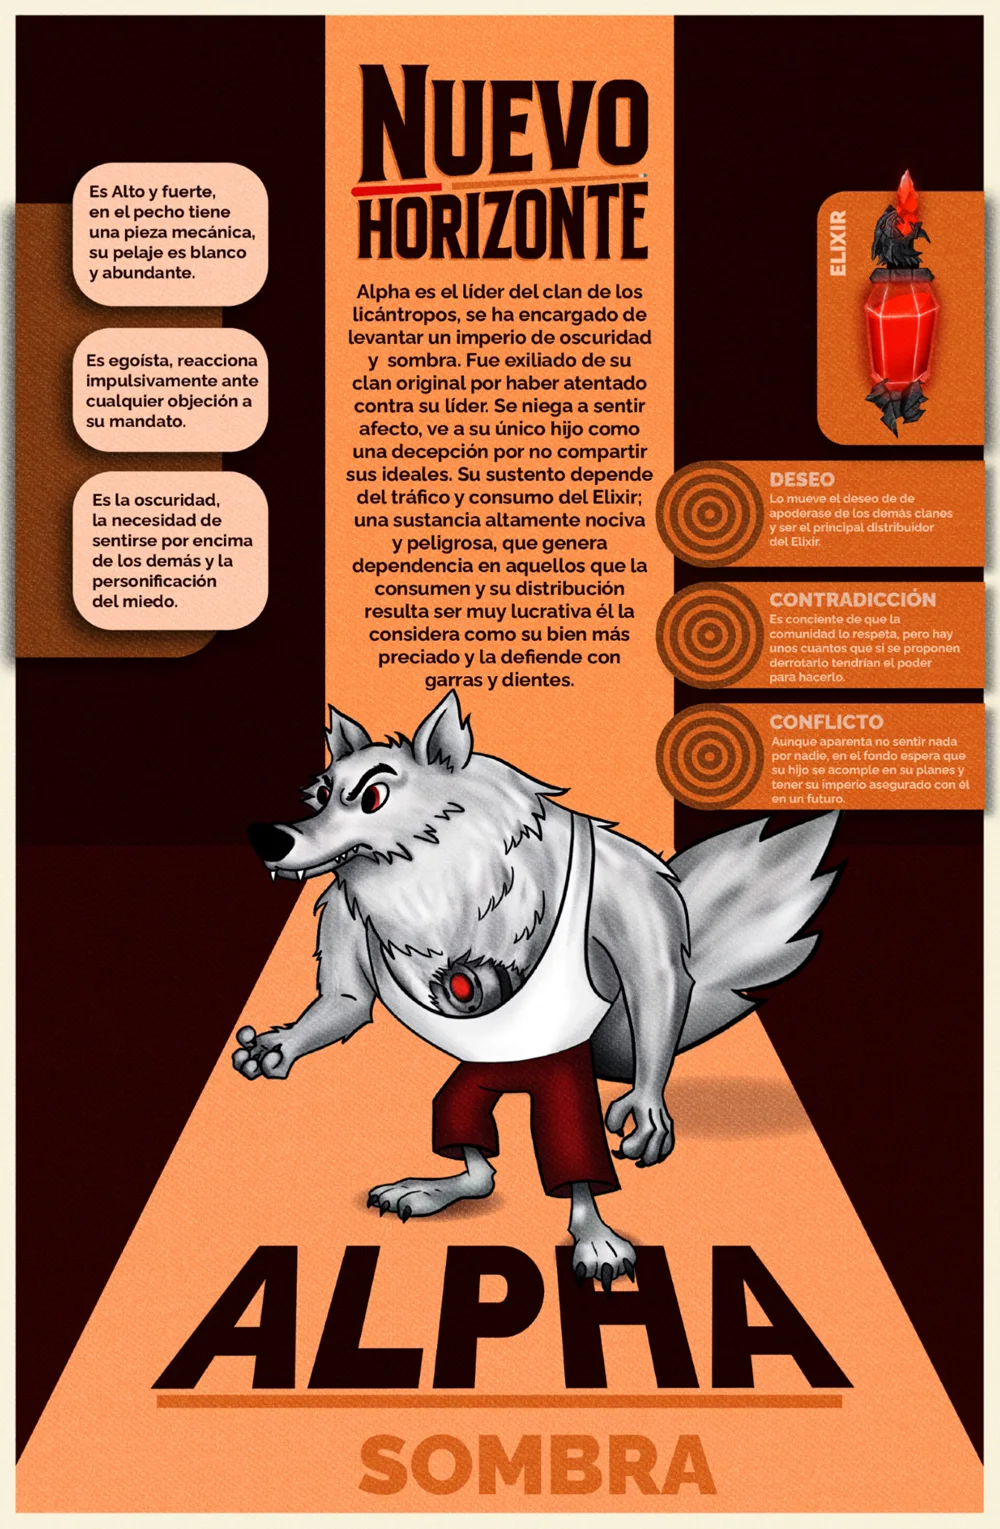 NUEVO
HORIZONTE
Alpha es el líder del clan de los
licántropos, se ha encargado de
levantar un imperio de oscuridad
y sombra. Fue exiliado de su
clan original por haber atentado
contra su líder. Se niega a sentir
afecto, ve a su único hijo como
una decepción por no compartir
sus ideales. Su sustento depende
del tráfico y consumo del Elixir;
una sustancia altamente nociva
y peligrosa, que genera
dependencia en aquellos que la
consumen y su distribución
resulta ser muy lucrativa él la
considera como su bien más
preciado y la defiende con
garras y dientes.
Es Alto y fuerte,
en el pecho tiene
una pieza mecánica,
su pelaje es blanco
y abundante.
Es egoísta, reacciona
impulsivamente ante
cualquier objeción a
su mandato.
Es la oscuridad,
la necesidad de
sentirse por encima
de los demás y la
personificación
del miedo.
ELIXIR
DESEO
Lo mueve el deseo de de
apoderase de los demás clanes
y ser el principal distribuidor
del Elixir.
CONTRADICCIÓN
Es conciente de que la
comunidad lo respeta, pero hay
unos cuantos que si se proponen
derrotarlo tendrían el poder
para hacerlo.
CONFLICTO
Aunque aparenta no sentir nada
por nadie, en el fondo espera que
su hijo se acomple en su planes y
tener su imperio asegurado con él
en un futuro.
ALPHA
SOMBRA